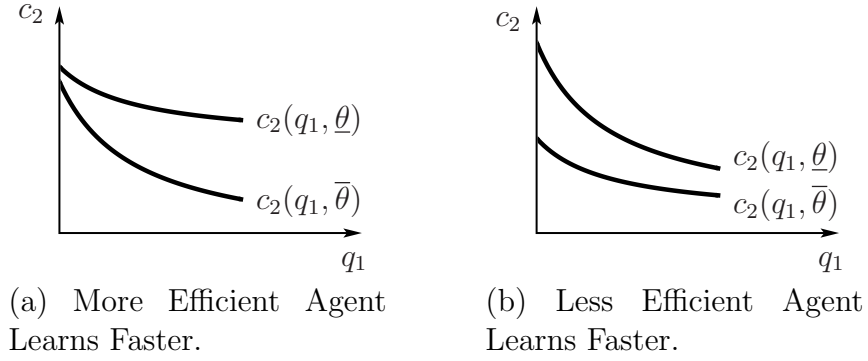 c₂
c₂(q₁, θ̲)
c₂(q₁, θ̅)
q₁
(a) More Efficient Agent
Learns Faster.
c₂
c₂(q₁, θ̲)
c₂(q₁, θ̅)
q₁
(b) Less Efficient Agent
Learns Faster.